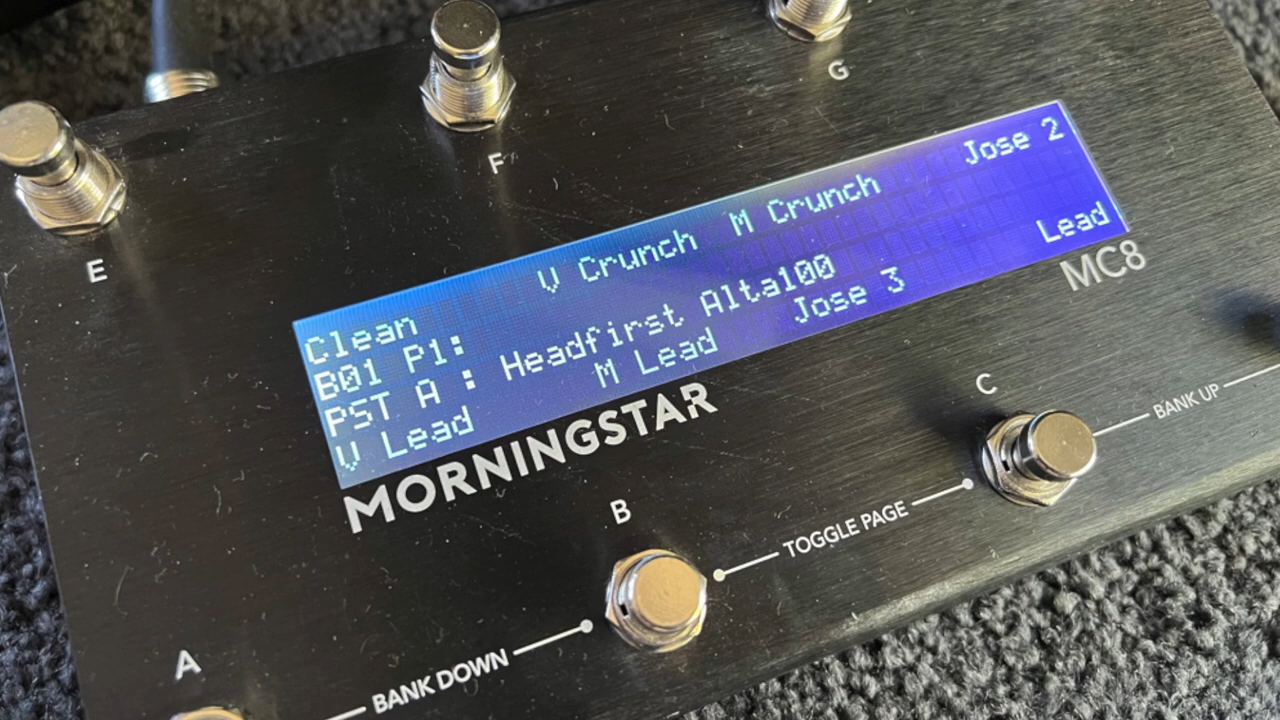 G
F
E
Clean V Crunch M Crunch Jose 2
B01 P1:
PST A : Headfirst Alta100
V Lead M Lead Jose 3 Lead
MORNINGSTAR
MC8
C
BANK UP
B
TOGGLE PAGE
A
BANK DOWN